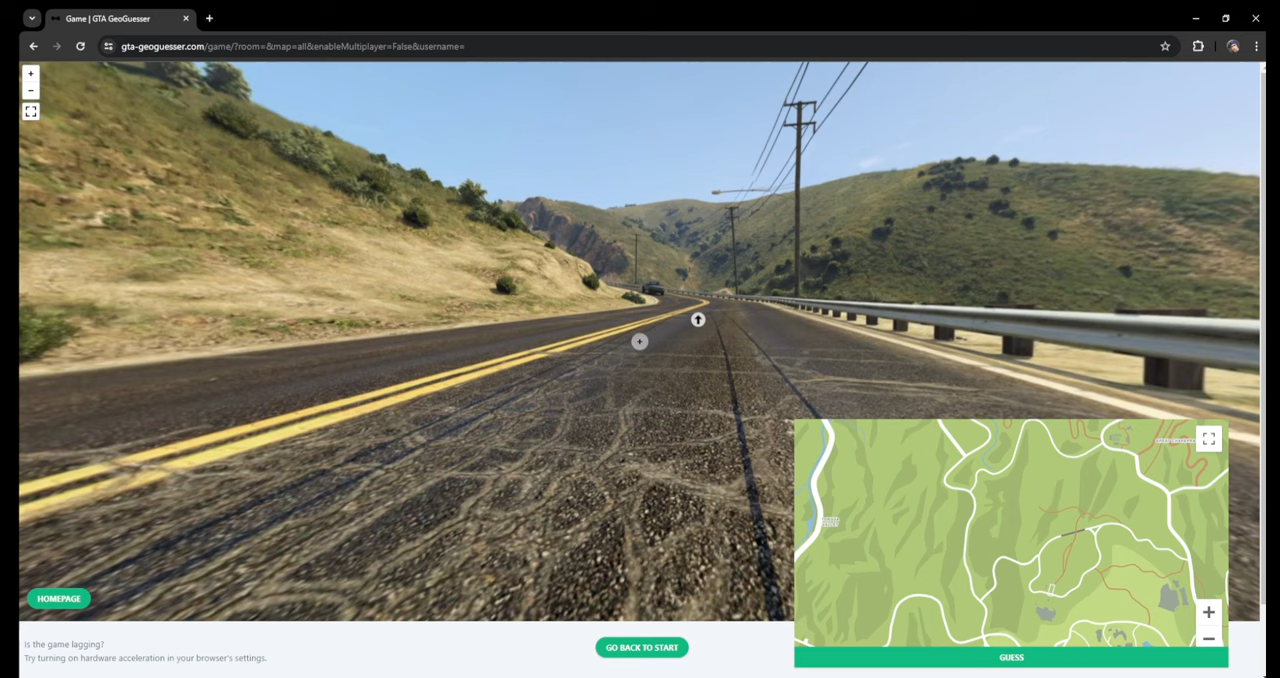 Game | GTA GeoGuesser
gta-geoguesser.com/game/?room=&map=all&enableMultiplayer=False&username=
HOMEPAGE
Is the game lagging?
Try turning on hardware acceleration in your browser's settings.
GO BACK TO START
GUESS